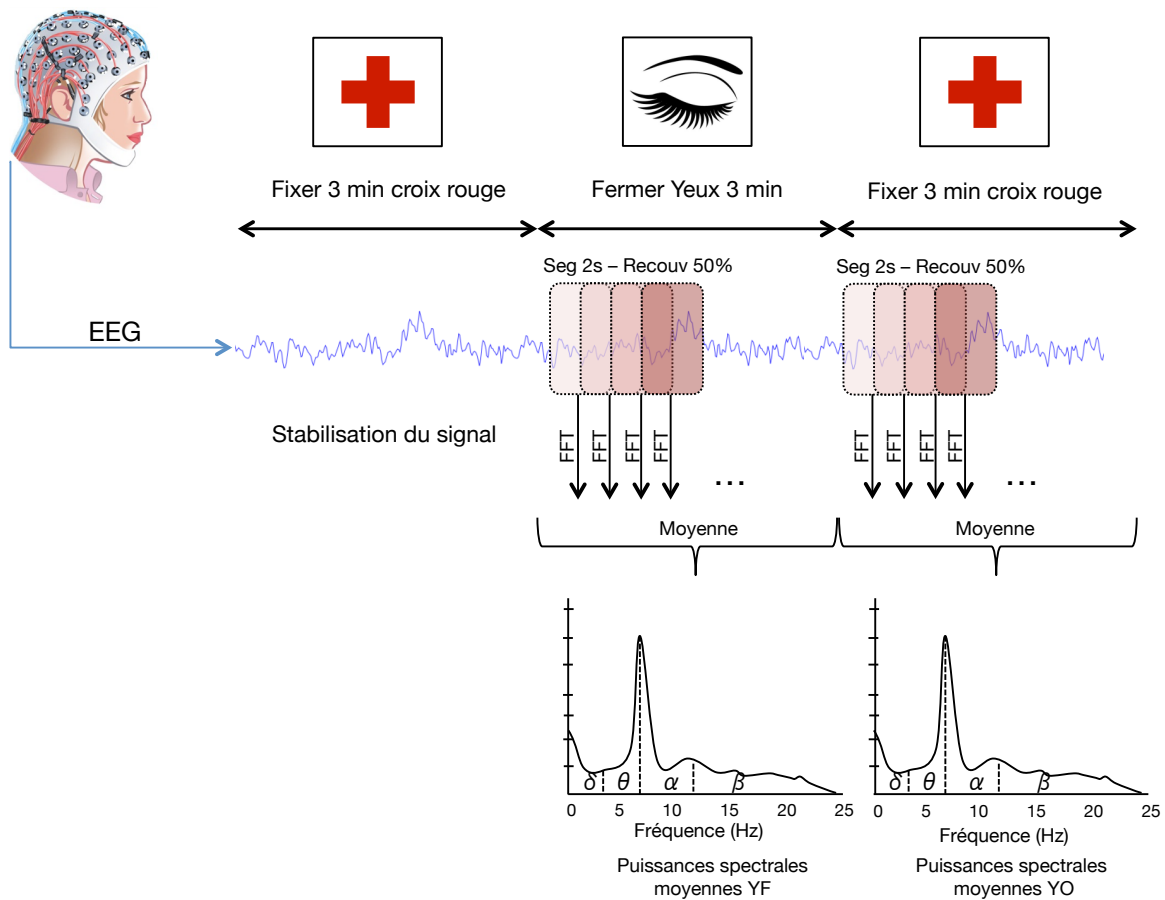 Fixer 3 min croix rouge
Fermer Yeux 3 min
Fixer 3 min croix rouge
Seg 2s – Recouv 50%
Seg 2s – Recouv 50%
EEG
Stabilisation du signal
FFT
FFT
FFT
FFT
...
FFT
FFT
FFT
FFT
...
Moyenne
Moyenne
δ θ α β
0 5 10 15 20 25
Fréquence (Hz)
Puissances spectrales
moyennes YF
δ θ α β
0 5 10 15 20 25
Fréquence (Hz)
Puissances spectrales
moyennes YO